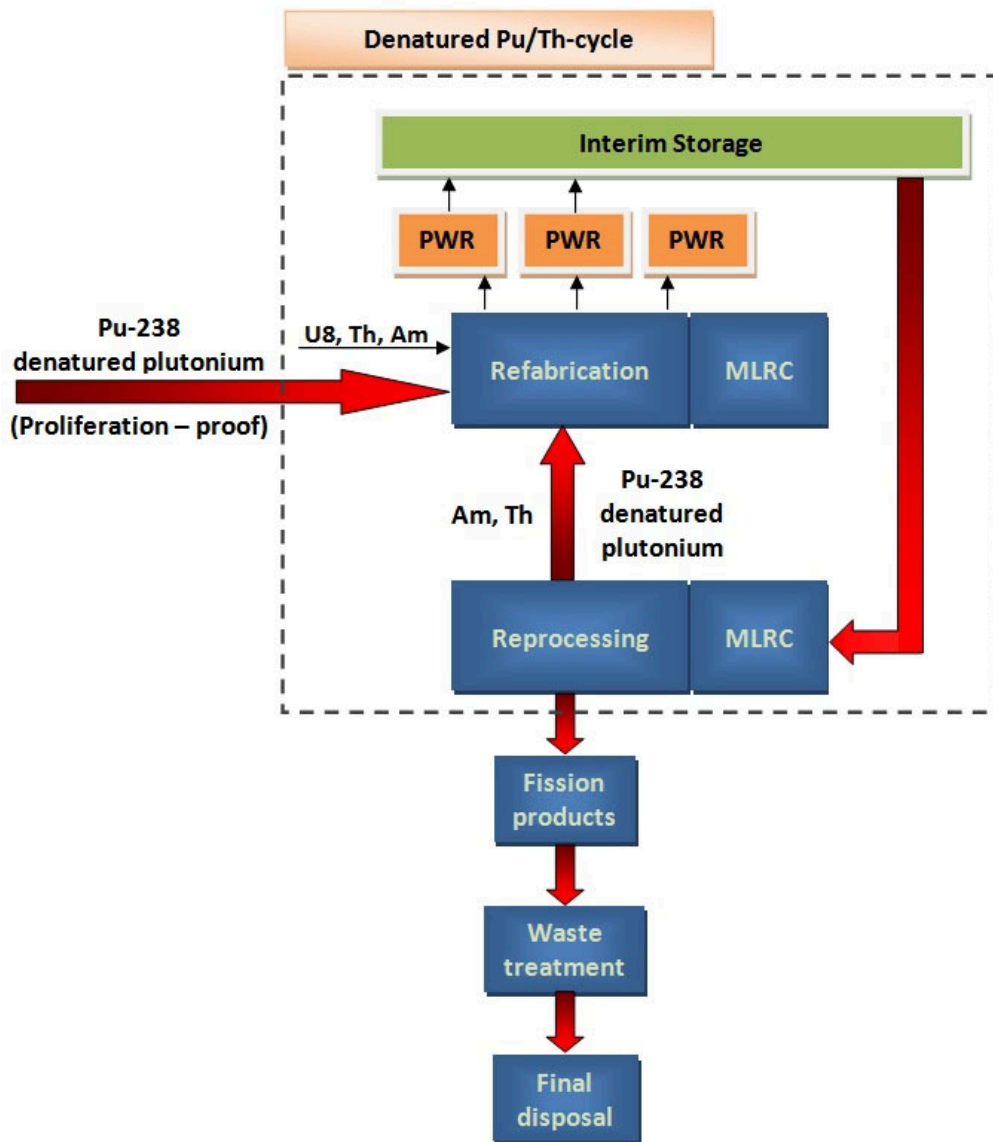 Denatured Pu/Th-cycle
Interim Storage
PWR
PWR
PWR
Pu-238
denatured plutonium
(Proliferation – proof)
U8, Th, Am
Refabrication
MLRC
Am, Th
Pu-238
denatured
plutonium
Reprocessing
MLRC
Fission
products
Waste
treatment
Final
disposal